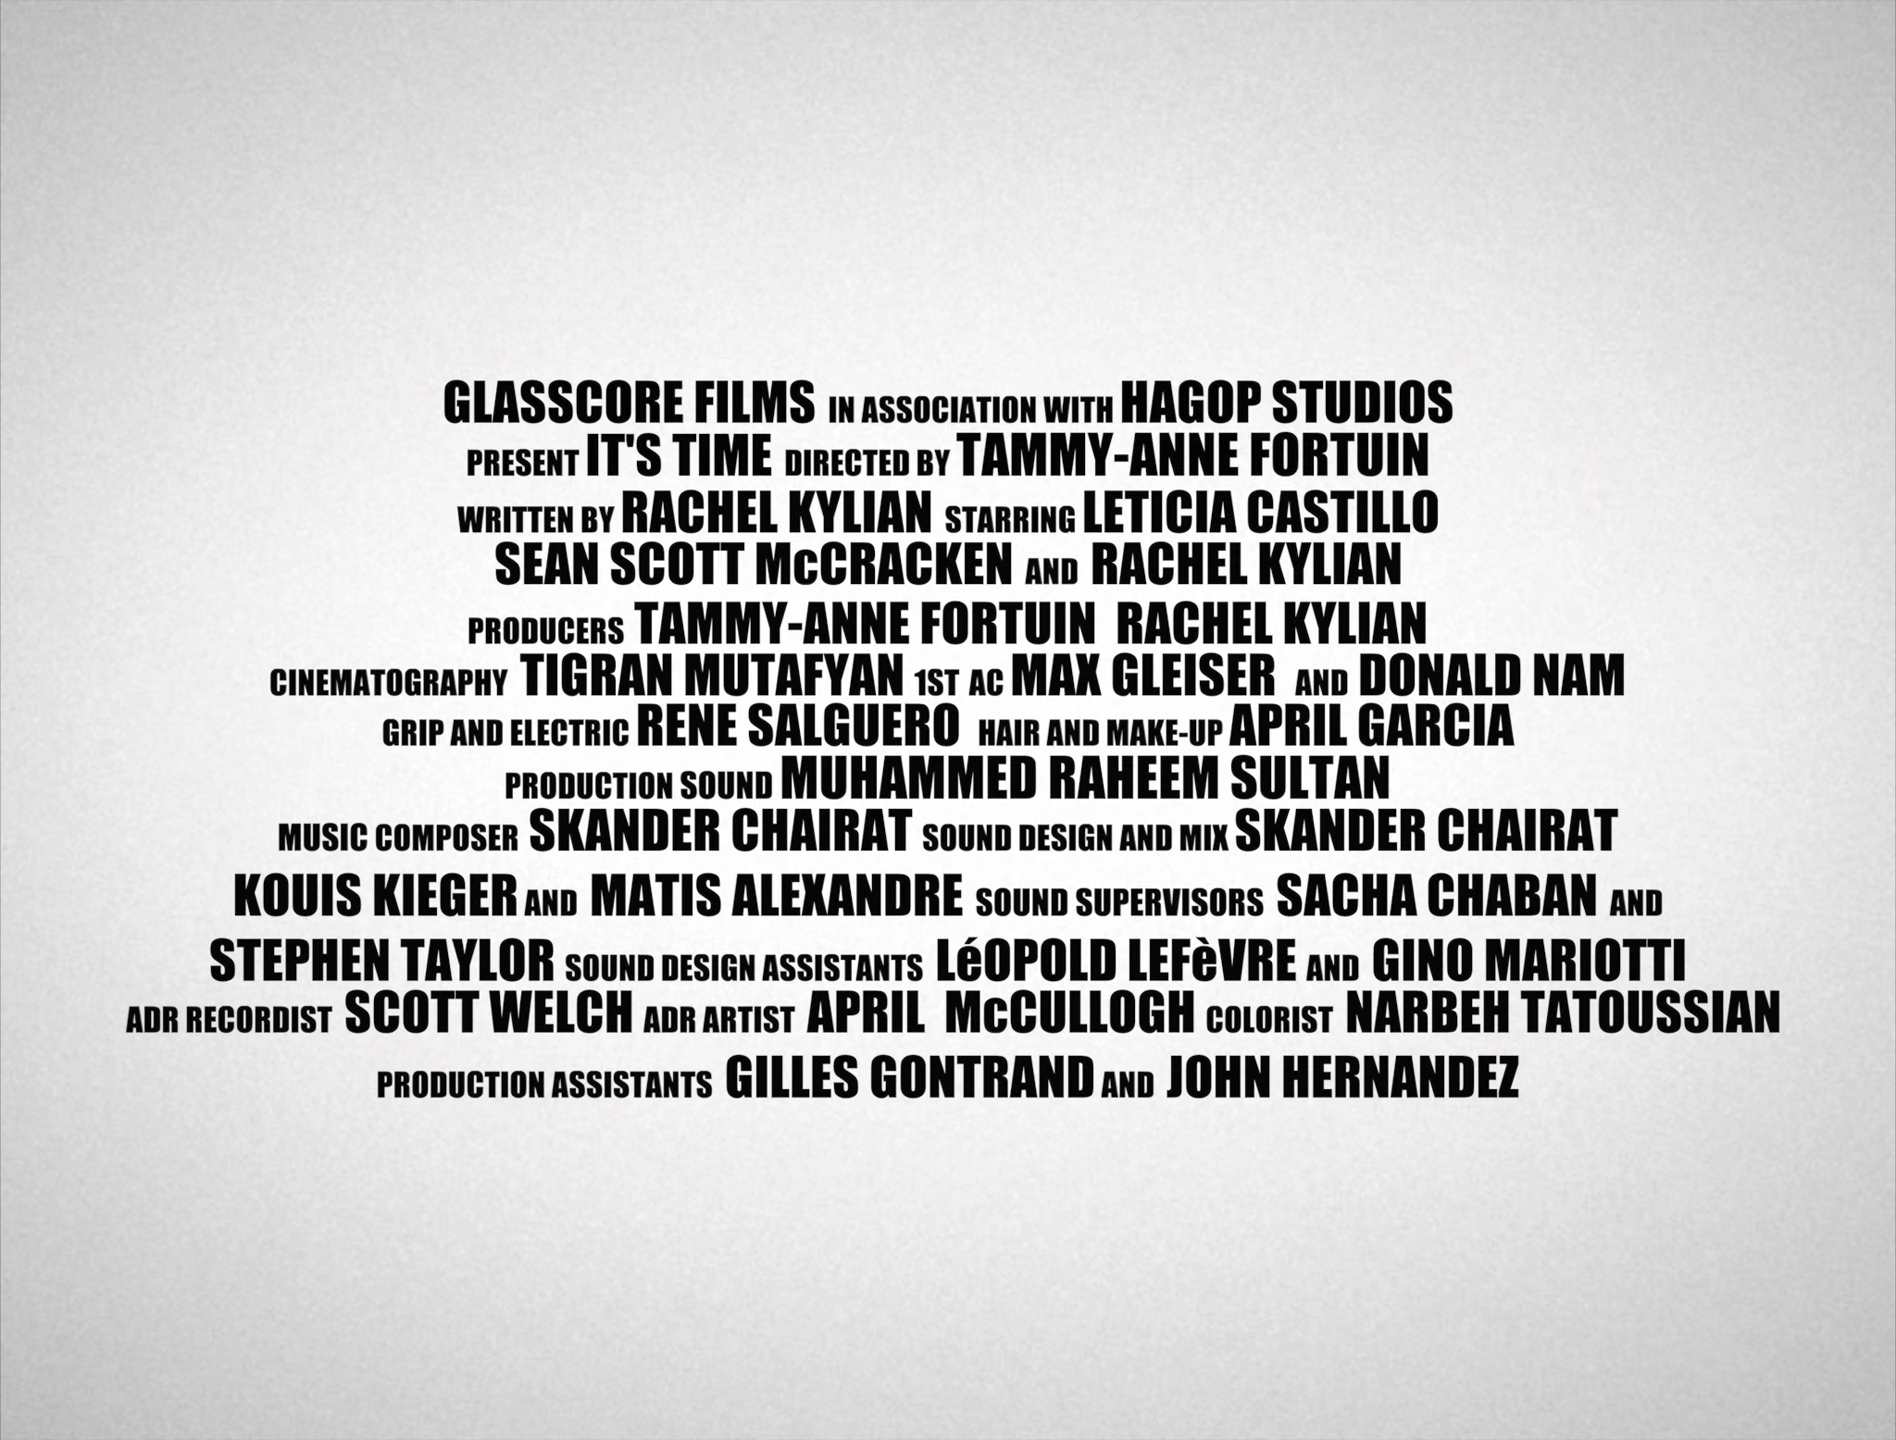 GLASSCORE FILMS IN ASSOCIATION WITH HAGOP STUDIOS
PRESENT IT'S TIME DIRECTED BY TAMMY-ANNE FORTUIN
WRITTEN BY RACHEL KYLIAN STARRING LETICIA CASTILLO
SEAN SCOTT McCRACKEN AND RACHEL KYLIAN
PRODUCERS TAMMY-ANNE FORTUIN RACHEL KYLIAN
CINEMATOGRAPHY TIGRAN MUTAFYAN 1ST AC MAX GLEISER AND DONALD NAM
GRIP AND ELECTRIC RENE SALGUERO HAIR AND MAKE-UP APRIL GARCIA
PRODUCTION SOUND MUHAMMED RAHEEM SULTAN
MUSIC COMPOSER SKANDER CHAIRAT SOUND DESIGN AND MIX SKANDER CHAIRAT
KOUIS KIEGER AND MATIS ALEXANDRE SOUND SUPERVISORS SACHA CHABAN AND
STEPHEN TAYLOR SOUND DESIGN ASSISTANTS LéOPOLD LEFèVRE AND GINO MARIOTTI
ADR RECORDIST SCOTT WELCH ADR ARTIST APRIL McCULLOGH COLORIST NARBEH TATOUSSIAN
PRODUCTION ASSISTANTS GILLES GONTRAND AND JOHN HERNANDEZ